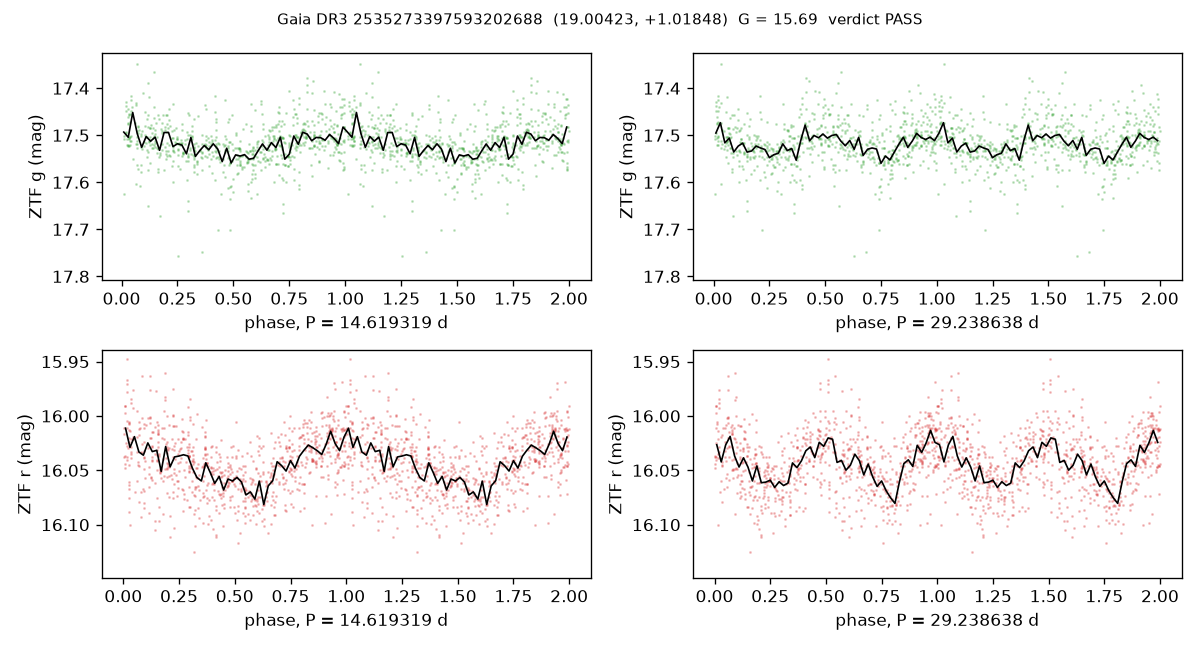 Gaia DR3 2535273397593202688 (19.00423, +1.01848) G = 15.69 verdict PASS
ZTF g (mag)
17.4
17.5
17.6
17.7
17.8
0.00 0.25 0.50 0.75 1.00 1.25 1.50 1.75 2.00
phase, P = 14.619319 d
ZTF g (mag)
17.4
17.5
17.6
17.7
17.8
0.00 0.25 0.50 0.75 1.00 1.25 1.50 1.75 2.00
phase, P = 29.238638 d
ZTF r (mag)
15.95
16.00
16.05
16.10
0.00 0.25 0.50 0.75 1.00 1.25 1.50 1.75 2.00
phase, P = 14.619319 d
ZTF r (mag)
15.95
16.00
16.05
16.10
0.00 0.25 0.50 0.75 1.00 1.25 1.50 1.75 2.00
phase, P = 29.238638 d